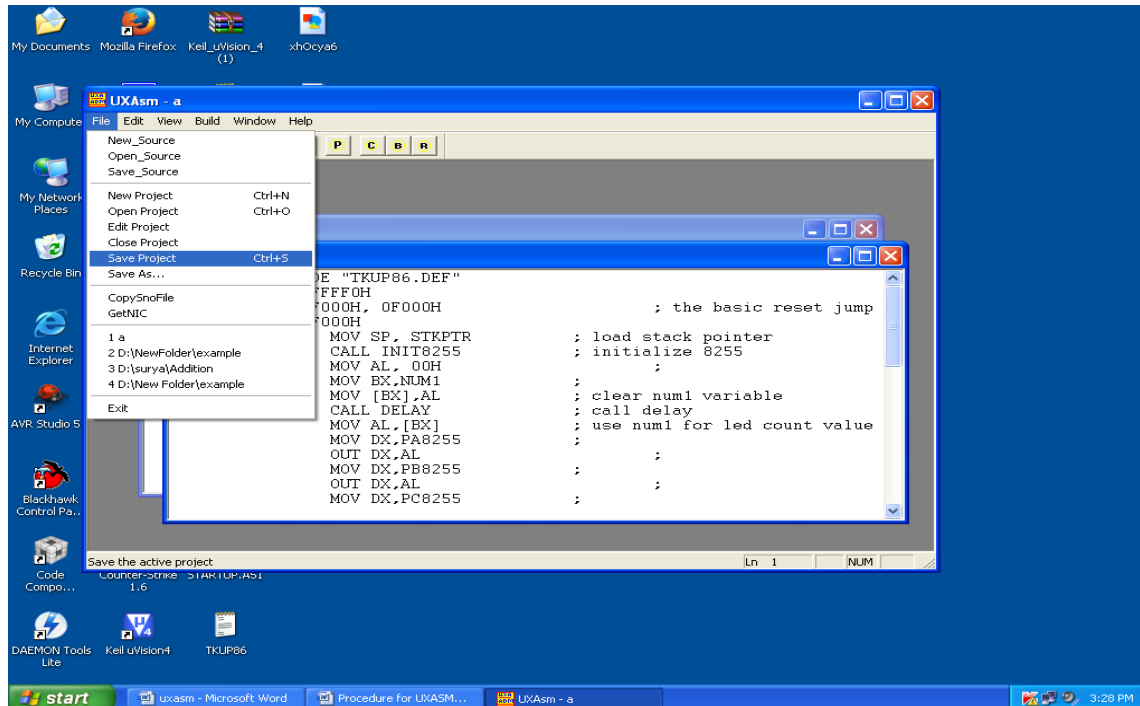 My Documents
Mozilla Firefox
Keil_uVision_4
(1)
xhOcya6
UXAsm - a
My Compute
File Edit View Build Window Help
P C B R
New_Source
Open_Source
Save_Source
New Project Ctrl+N
Open Project Ctrl+O
Edit Project
Close Project
Save Project Ctrl+S
Save As...
CopySnoFile
GetNIC
1 a
2 D:\NewFolder\example
3 D:\surya\Addition
4 D:\New Folder\example
Exit
My Network
Places
Recycle Bin
Internet
Explorer
AVR Studio 5
Blackhawk
Control Pa..
Code
Compo...
DE "TKUP86.DEF"
FFFF0H
F000H, 0F000H ; the basic reset jump
F000H
MOV SP, STKPTR ; load stack pointer
CALL INIT8255 ; initialize 8255
MOV AL, 00H ;
MOV BX,NUM1 ;
MOV [BX],AL ; clear num1 variable
CALL DELAY ; call delay
MOV AL,[BX] ; use num1 for led count value
MOV DX,PA8255 ;
OUT DX,AL ;
MOV DX,PB8255 ;
OUT DX,AL ;
MOV DX,PC8255 ;
Save the active project
Ln 1
NUM
Counter-Strike
1.6
STARTUP.A51
DAEMON Tools
Lite
Keil uVision4
TKUP86
start
uxasm - Microsoft Word
Procedure for UXASM...
UXAsm - a
3:28 PM